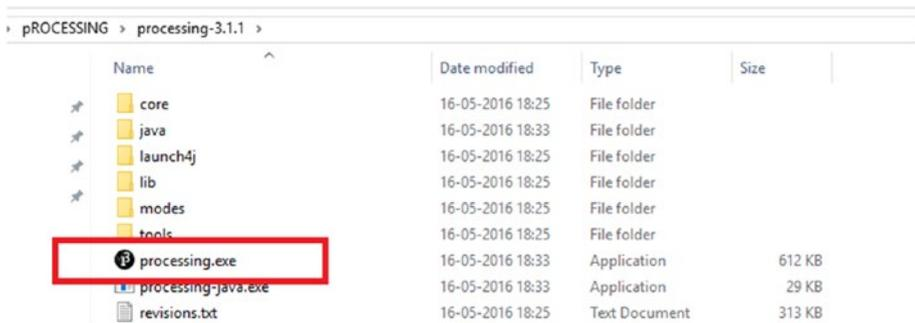 › pROCESSING › processing-3.1.1 ›
Name Date modified Type Size
core 16-05-2016 18:25 File folder
java 16-05-2016 18:33 File folder
launch4j 16-05-2016 18:25 File folder
lib 16-05-2016 18:25 File folder
modes 16-05-2016 18:25 File folder
tools 16-05-2016 18:25 File folder
processing.exe 16-05-2016 18:33 Application 612 KB
processing-java.exe 16-05-2016 18:33 Application 29 KB
revisions.txt 16-05-2016 18:25 Text Document 313 KB